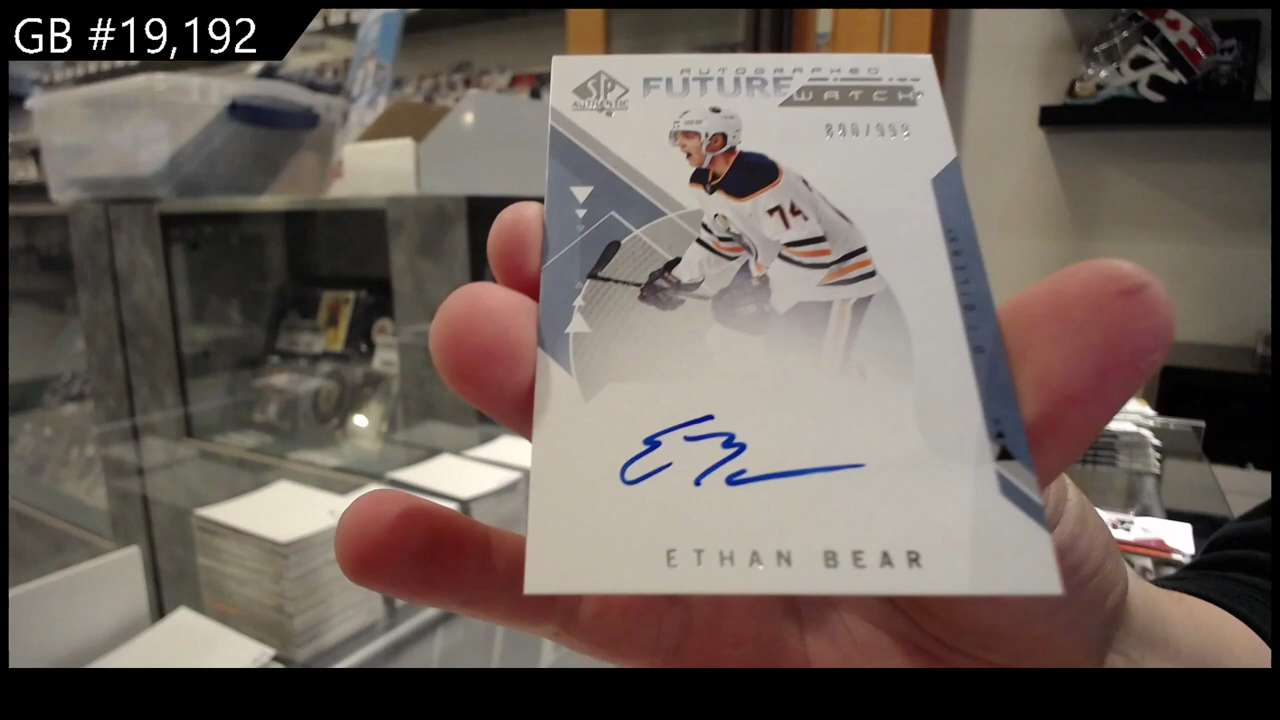 GB #19,192
AUTOGRAPHED
SP
AUTHENTIC
FUTURE
WATCH
74
ETHAN BEAR